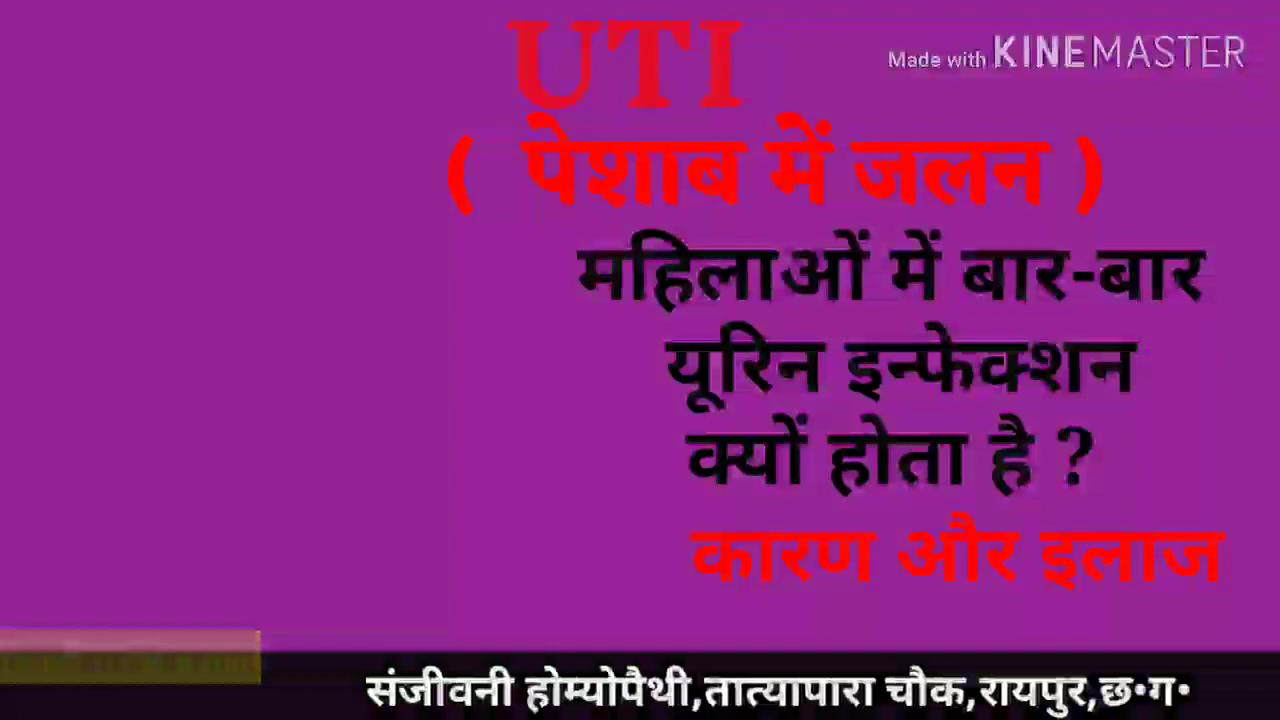 UTI
Made with KINEMASTER
( पेशाब में जलन )
महिलाओं में बार-बार
यूरिन इन्फेक्शन
क्यों होता है ?
कारण और इलाज
संजीवनी होम्योपैथी,तात्यापारा चौक,रायपुर,छ•ग•